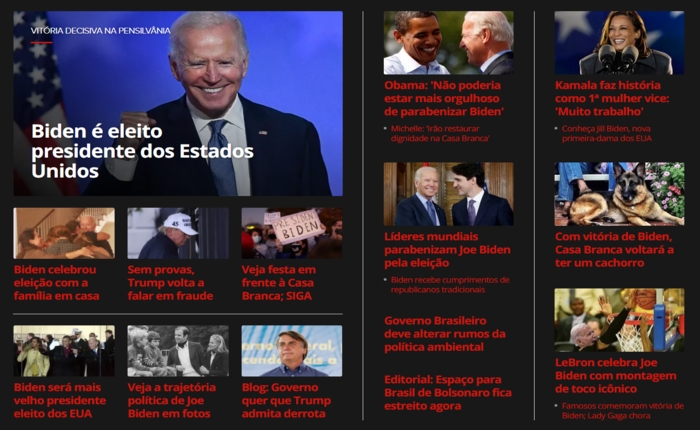 VITÓRIA DECISIVA NA PENSILVÂNIA
Biden é eleito
presidente dos Estados
Unidos
Biden celebrou
eleição com a
família em casa
Sem provas,
Trump volta a
falar em fraude
45
PRESIDENT
BIDEN
Veja festa em
frente à Casa
Branca; SIGA
Biden será mais
velho presidente
eleito dos EUA
Veja a trajetória
política de Joe
Biden em fotos
Blog: Governo
quer que Trump
admita derrota
Obama: 'Não poderia
estar mais orgulhoso
de parabenizar Biden'
Michelle: 'Irão restaurar
dignidade na Casa Branca'
Líderes mundiais
parabenizam Joe Biden
pela eleição
Biden recebe cumprimentos de
republicanos tradicionais
Governo Brasileiro
deve alterar rumos da
política ambiental
Editorial: Espaço para
Brasil de Bolsonaro fica
estreito agora
Kamala faz história
como 1ª mulher vice:
'Muito trabalho'
Conheça Jill Biden, nova
primeira-dama dos EUA
Com vitória de Biden,
Casa Branca voltará a
ter um cachorro
LeBron celebra Joe
Biden com montagem
de toco icônico
Famosos comemoram vitória de
Biden; Lady Gaga chora